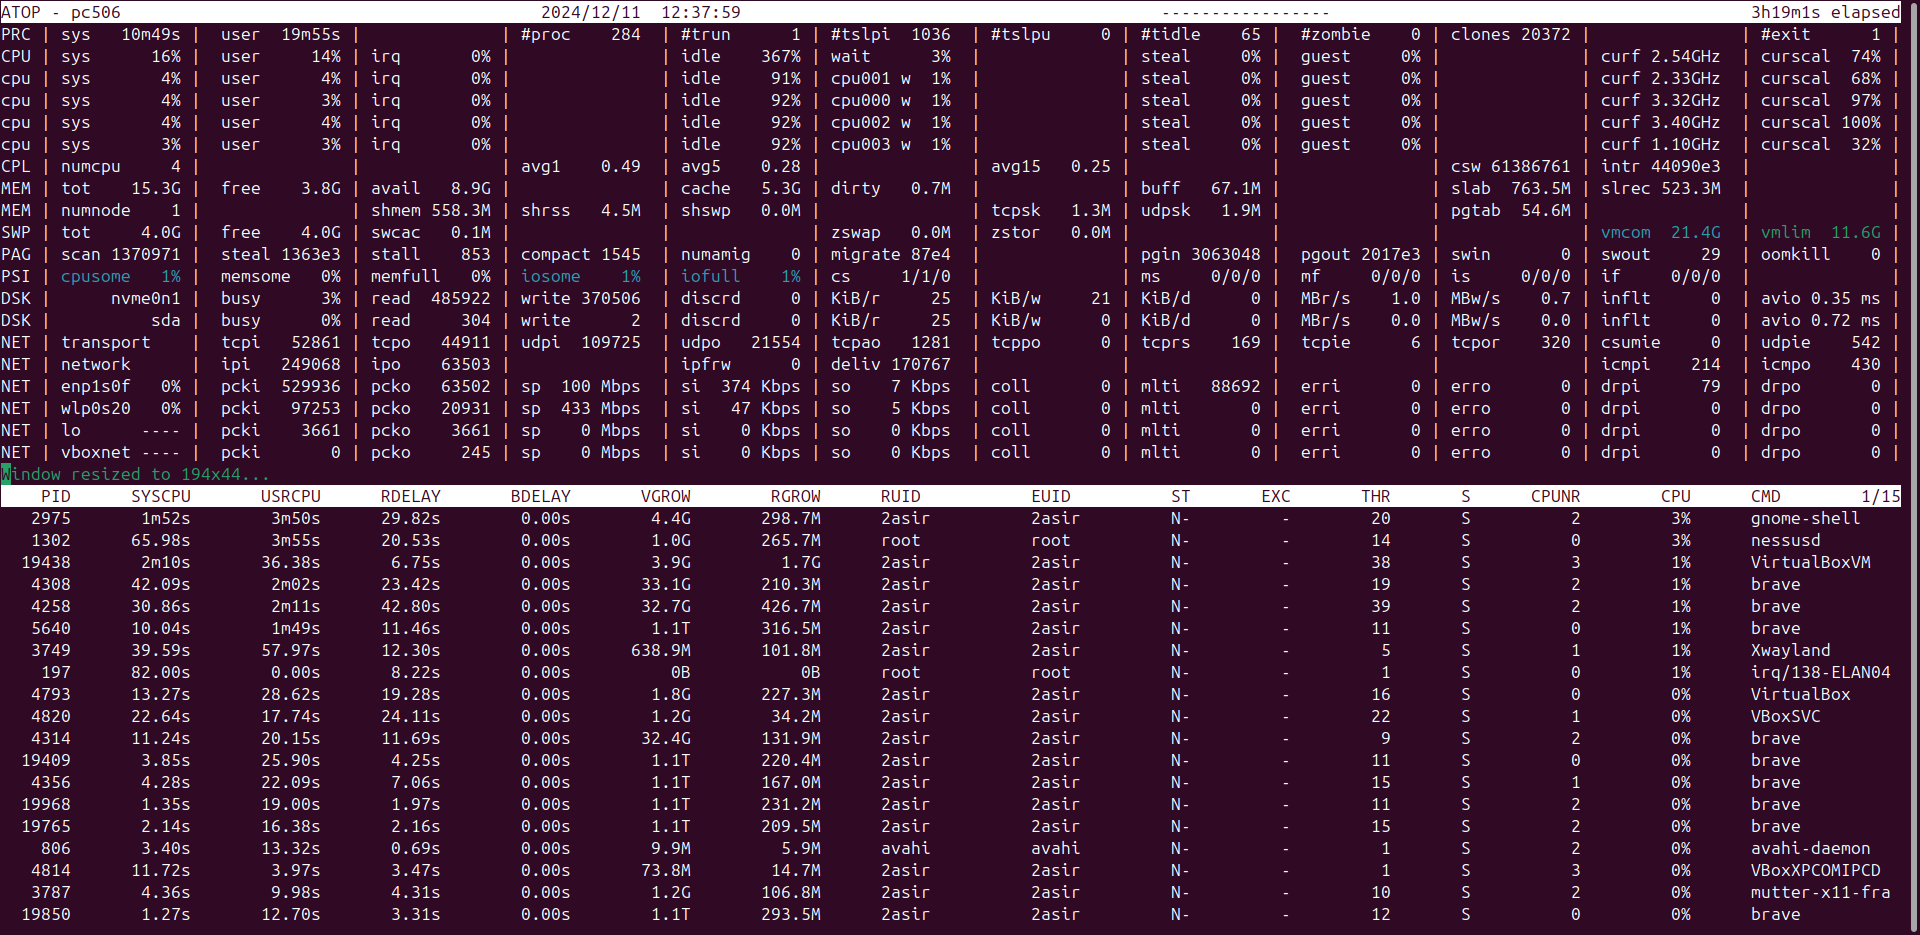 ATOP - pc506 2024/12/11 12:37:59 ----------------- 3h19m1s elapsed
PRC | sys 10m49s | user 19m55s | | #proc 284 | #trun 1 | #tslpi 1036 | #tslpu 0 | #tidle 65 | #zombie 0 | clones 20372 | | #exit 1 |
CPU | sys 16% | user 14% | irq 0% | | idle 367% | wait 3% | | steal 0% | guest 0% | | curf 2.54GHz | curscal 74% |
cpu | sys 4% | user 4% | irq 0% | | idle 91% | cpu001 w 1% | | steal 0% | guest 0% | | curf 2.33GHz | curscal 68% |
cpu | sys 4% | user 3% | irq 0% | | idle 92% | cpu000 w 1% | | steal 0% | guest 0% | | curf 3.32GHz | curscal 97% |
cpu | sys 4% | user 4% | irq 0% | | idle 92% | cpu002 w 1% | | steal 0% | guest 0% | | curf 3.40GHz | curscal 100% |
cpu | sys 3% | user 3% | irq 0% | | idle 92% | cpu003 w 1% | | steal 0% | guest 0% | | curf 1.10GHz | curscal 32% |
CPL | numcpu 4 | | | avg1 0.49 | avg5 0.28 | | avg15 0.25 | | | csw 61386761 | intr 44090e3 | |
MEM | tot 15.3G | free 3.8G | avail 8.9G | | cache 5.3G | dirty 0.7M | | buff 67.1M | | slab 763.5M | slrec 523.3M | |
MEM | numnode 1 | | shmem 558.3M | shrss 4.5M | shswp 0.0M | | tcpsk 1.3M | udpsk 1.9M | | pgtab 54.6M | | |
SWP | tot 4.0G | free 4.0G | swcac 0.1M | | | zswap 0.0M | zstor 0.0M | | | | vmcom 21.4G | vmlim 11.6G |
PAG | scan 1370971 | steal 1363e3 | stall 853 | compact 1545 | numamig 0 | migrate 87e4 | | pgin 3063048 | pgout 2017e3 | swin 0 | swout 29 | oomkill 0 |
PSI | cpusome 1% | memsome 0% | memfull 0% | iosome 1% | iofull 1% | cs 1/1/0 | ms 0/0/0 | mf 0/0/0 | is 0/0/0 | if 0/0/0 | |
DSK | nvme0n1 | busy 3% | read 485922 | write 370506 | discrd 0 | KiB/r 25 | KiB/w 21 | KiB/d 0 | MBr/s 1.0 | MBw/s 0.7 | inflt 0 | avio 0.35 ms |
DSK | sda | busy 0% | read 304 | write 2 | discrd 0 | KiB/r 25 | KiB/w 0 | KiB/d 0 | MBr/s 0.0 | MBw/s 0.0 | inflt 0 | avio 0.72 ms |
NET | transport | tcpi 52861 | tcpo 44911 | udpi 109725 | udpo 21554 | tcpao 1281 | tcppo 0 | tcprs 169 | tcpie 6 | tcpor 320 | csumie 0 | udpie 542 |
NET | network | ipi 249068 | ipo 63503 | | ipfrw 0 | deliv 170767 | | | | | icmpi 214 | icmpo 430 |
NET | enp1s0f 0% | pcki 529936 | pcko 63502 | sp 100 Mbps | si 374 Kbps | so 7 Kbps | coll 0 | mlti 88692 | erri 0 | erro 0 | drpi 79 | drpo 0 |
NET | wlp0s20 0% | pcki 97253 | pcko 20931 | sp 433 Mbps | si 47 Kbps | so 5 Kbps | coll 0 | mlti 0 | erri 0 | erro 0 | drpi 0 | drpo 0 |
NET | lo ---- | pcki 3661 | pcko 3661 | sp 0 Mbps | si 0 Kbps | so 0 Kbps | coll 0 | mlti 0 | erri 0 | erro 0 | drpi 0 | drpo 0 |
NET | vboxnet ---- | pcki 0 | pcko 245 | sp 0 Mbps | si 0 Kbps | so 0 Kbps | coll 0 | mlti 0 | erri 0 | erro 0 | drpi 0 | drpo 0 |
Window resized to 194x44...
PID SYSCPU USRCPU RDELAY BDELAY VGROW RGROW RUID EUID ST EXC THR S CPUNR CPU CMD 1/15
2975 1m52s 3m50s 29.82s 0.00s 4.4G 298.7M 2asir 2asir N- - 20 S 2 3% gnome-shell
1302 65.98s 3m55s 20.53s 0.00s 1.0G 265.7M root root N- - 14 S 0 3% nessusd
19438 2m10s 36.38s 6.75s 0.00s 3.9G 1.7G 2asir 2asir N- - 38 S 3 1% VirtualBoxVM
4308 42.09s 2m02s 23.42s 0.00s 33.1G 210.3M 2asir 2asir N- - 19 S 2 1% brave
4258 30.86s 2m11s 42.80s 0.00s 32.7G 426.7M 2asir 2asir N- - 39 S 2 1% brave
5640 10.04s 1m49s 11.46s 0.00s 1.1T 316.5M 2asir 2asir N- - 11 S 0 1% brave
3749 39.59s 57.97s 12.30s 0.00s 638.9M 101.8M 2asir 2asir N- - 5 S 1 1% Xwayland
197 82.00s 0.00s 8.22s 0.00s 0B 0B root root N- - 1 S 0 1% irq/138-ELAN04
4793 13.27s 28.62s 19.28s 0.00s 1.8G 227.3M 2asir 2asir N- - 16 S 0 0% VirtualBox
4820 22.64s 17.74s 24.11s 0.00s 1.2G 34.2M 2asir 2asir N- - 22 S 1 0% VBoxSVC
4314 11.24s 20.15s 11.69s 0.00s 32.4G 131.9M 2asir 2asir N- - 9 S 2 0% brave
19409 3.85s 25.90s 4.25s 0.00s 1.1T 220.4M 2asir 2asir N- - 11 S 0 0% brave
4356 4.28s 22.09s 7.06s 0.00s 1.1T 167.0M 2asir 2asir N- - 15 S 1 0% brave
19968 1.35s 19.00s 1.97s 0.00s 1.1T 231.2M 2asir 2asir N- - 11 S 2 0% brave
19765 2.14s 16.38s 2.16s 0.00s 1.1T 209.5M 2asir 2asir N- - 15 S 2 0% brave
806 3.40s 13.32s 0.69s 0.00s 9.9M 5.9M avahi avahi N- - 1 S 2 0% avahi-daemon
4814 11.72s 3.97s 3.47s 0.00s 73.8M 14.7M 2asir 2asir N- - 1 S 3 0% VBoxXPCOMIPCD
3787 4.36s 9.98s 4.31s 0.00s 1.2G 106.8M 2asir 2asir N- - 10 S 2 0% mutter-x11-fra
19850 1.27s 12.70s 3.31s 0.00s 1.1T 293.5M 2asir 2asir N- - 12 S 0 0% brave